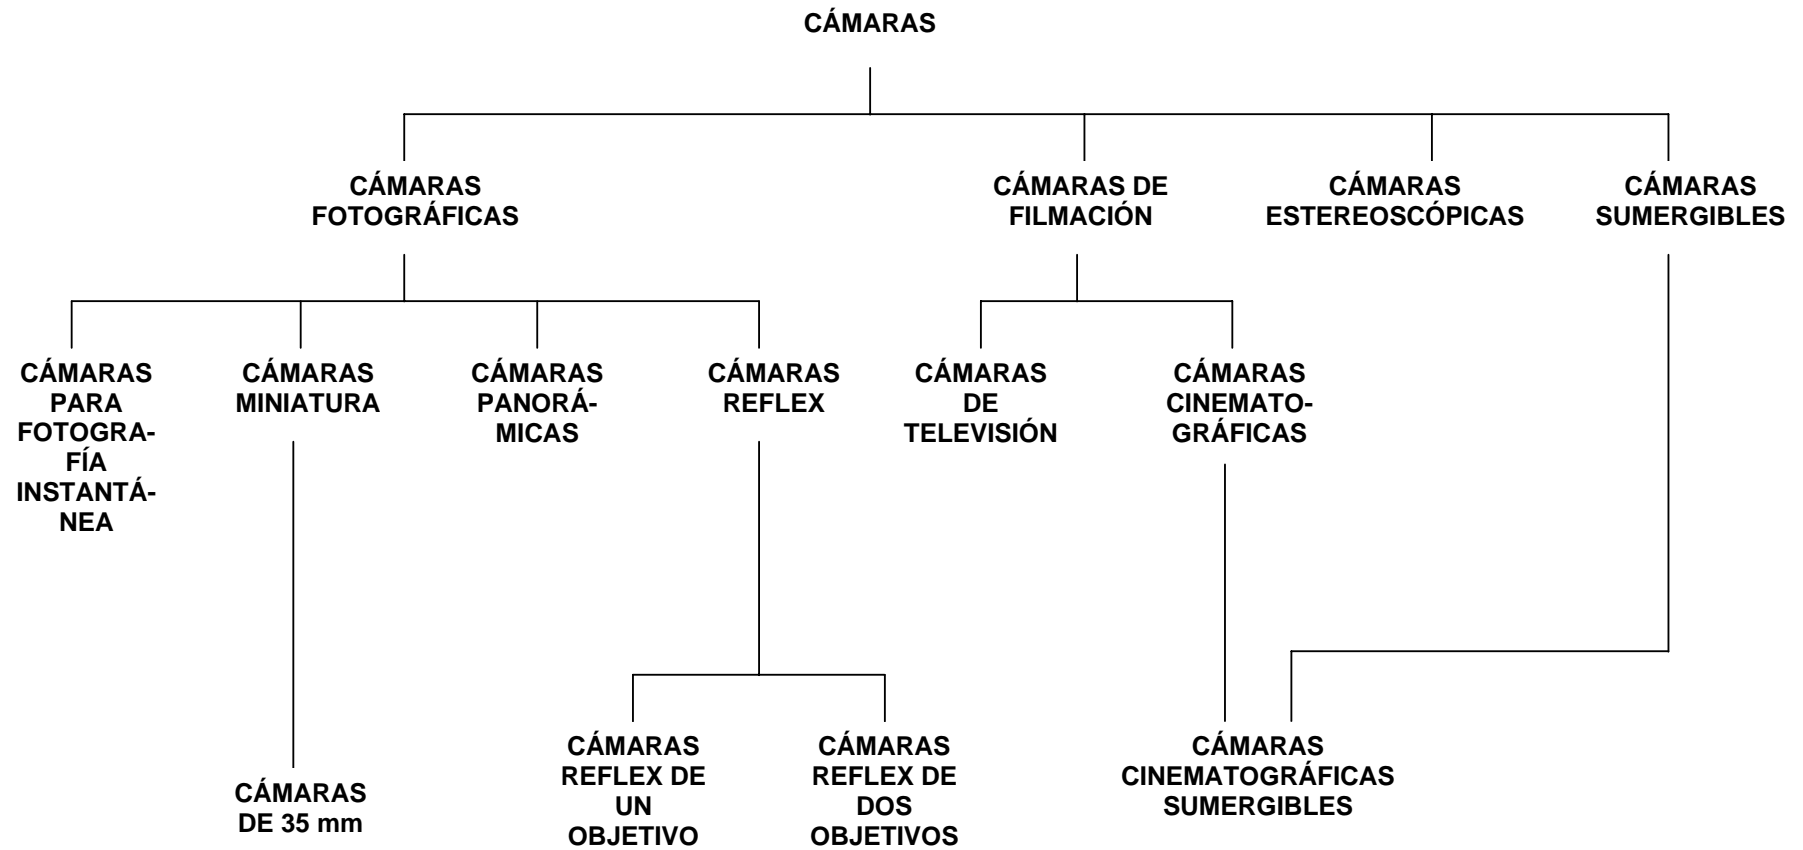 CÁMARAS
CÁMARAS
FOTOGRÁFICAS
CÁMARAS DE
FILMACIÓN
CÁMARAS
ESTEREOSCÓPICAS
CÁMARAS
SUMERGIBLES
CÁMARAS
PARA
FOTOGRA-
FÍA
INSTANTÁ-
NEA
CÁMARAS
MINIATURA
CÁMARAS
PANORÁ-
MICAS
CÁMARAS
REFLEX
CÁMARAS
DE
TELEVISIÓN
CÁMARAS
CINEMATO-
GRÁFICAS
CÁMARAS
DE 35 mm
CÁMARAS
REFLEX DE
UN
OBJETIVO
CÁMARAS
REFLEX DE
DOS
OBJETIVOS
CÁMARAS
CINEMATOGRÁFICAS
SUMERGIBLES